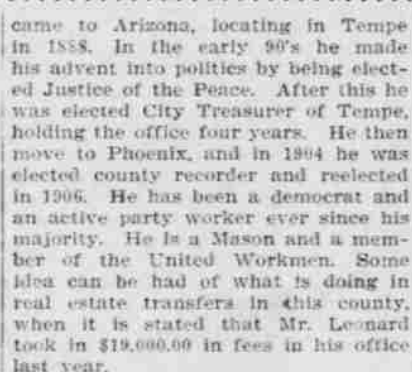 came to Arizona, locating in Tempe
in 1888. In the early 90's he made
his advent into politics by being elect-
ed Justice of the Peace. After this he
was elected City Treasurer of Tempe,
holding the office four years. He then
move to Phoenix, and in 1904 he was
elected county recorder and reelected
in 1906. He has been a democrat and
an active party worker ever since his
majority. He is a Mason and a mem-
ber of the United Workmen. Some
idea can be had of what is doing in
real estate transfers in this county,
when it is stated that Mr. Leonard
took in $19,000.00 in fees in his office
last year.